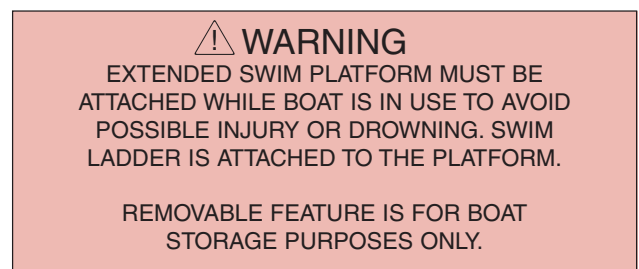 ⚠ WARNING
EXTENDED SWIM PLATFORM MUST BE
ATTACHED WHILE BOAT IS IN USE TO AVOID
POSSIBLE INJURY OR DROWNING. SWIM
LADDER IS ATTACHED TO THE PLATFORM.
REMOVABLE FEATURE IS FOR BOAT
STORAGE PURPOSES ONLY.